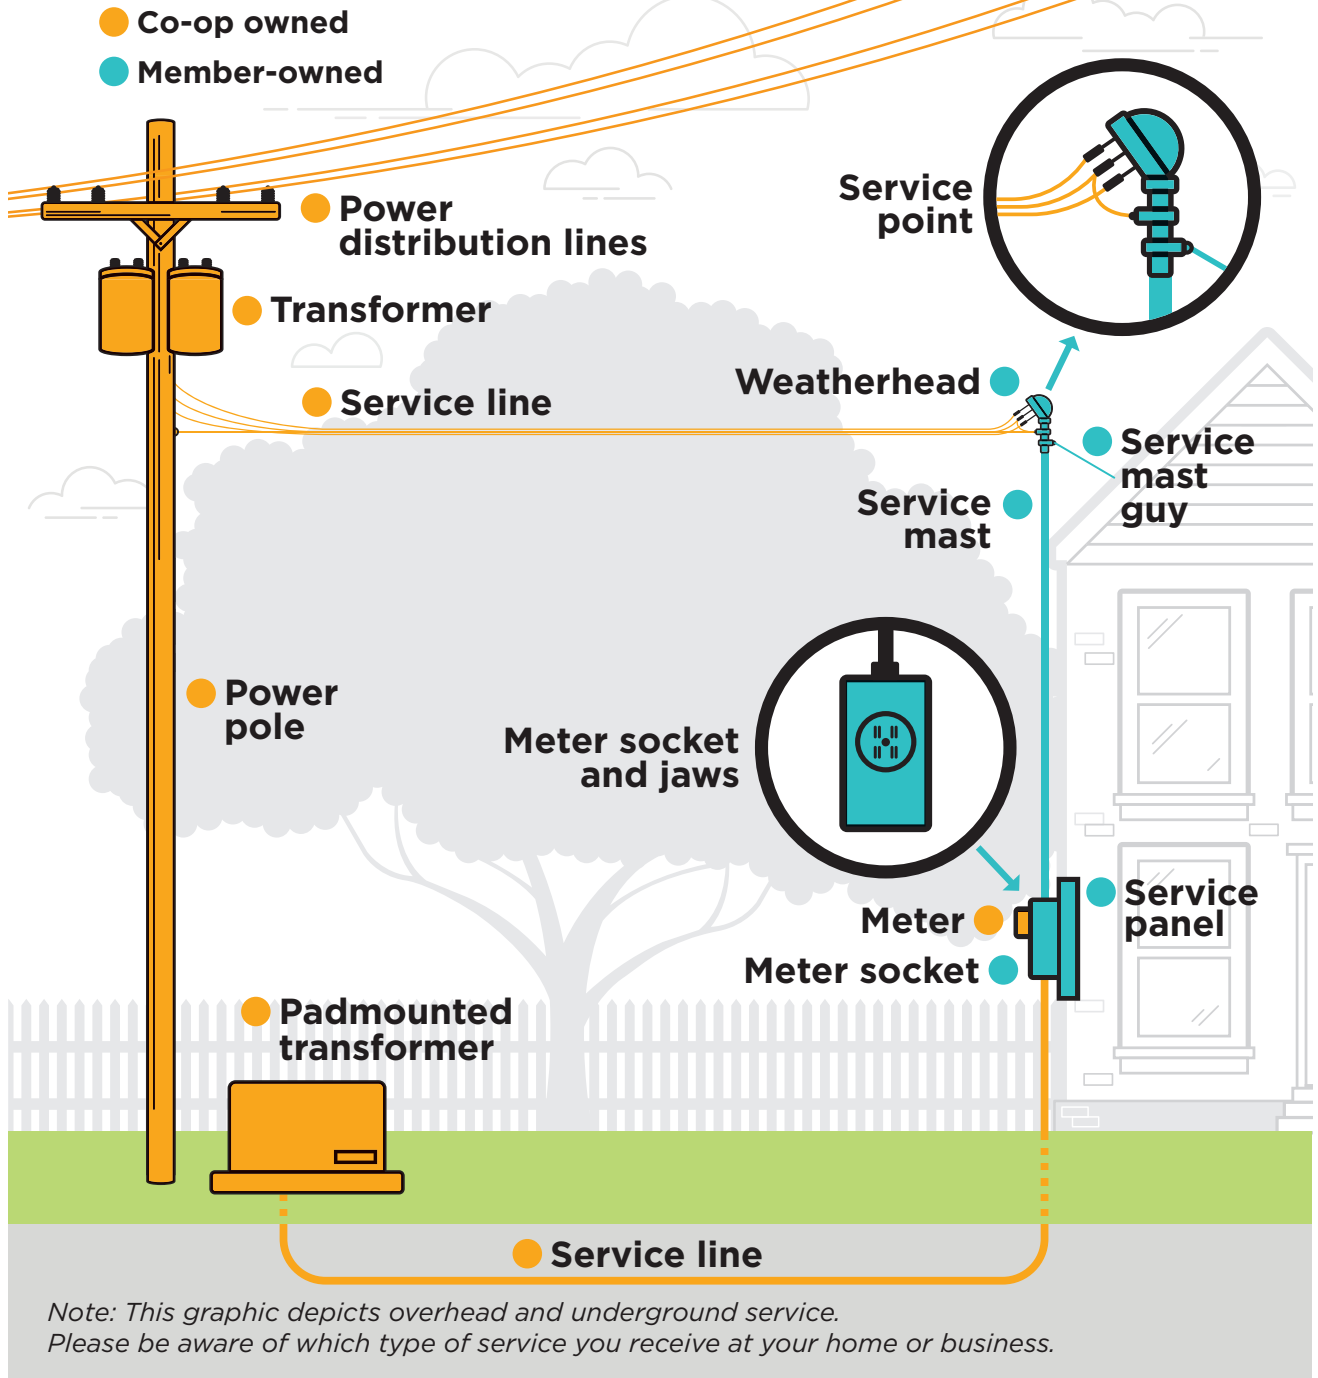 Co-op owned
Member-owned
Power
distribution lines
Service
point
Transformer
Weatherhead
Service line
Service
mast
guy
Service
mast
Power
pole
Meter socket
and jaws
Service
panel
Meter
Meter socket
Padmounted
transformer
Service line
Note: This graphic depicts overhead and underground service.
Please be aware of which type of service you receive at your home or business.